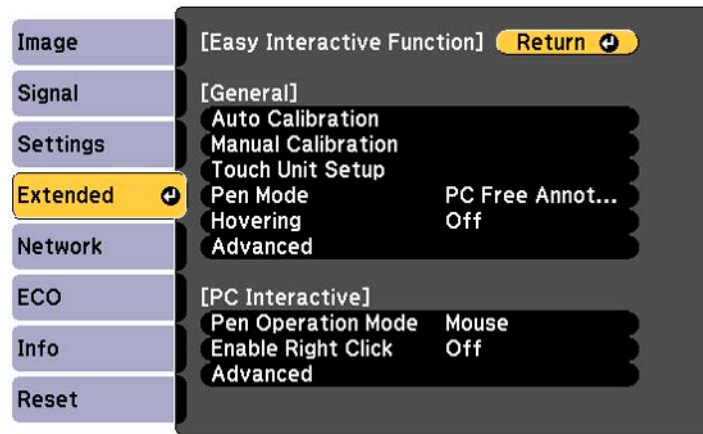 Image
Signal
Settings
Extended
Network
ECO
Info
Reset
[Easy Interactive Function] Return
[General]
Auto Calibration
Manual Calibration
Touch Unit Setup
Pen Mode PC Free Annot...
Hovering Off
Advanced
[PC Interactive]
Pen Operation Mode Mouse
Enable Right Click Off
Advanced